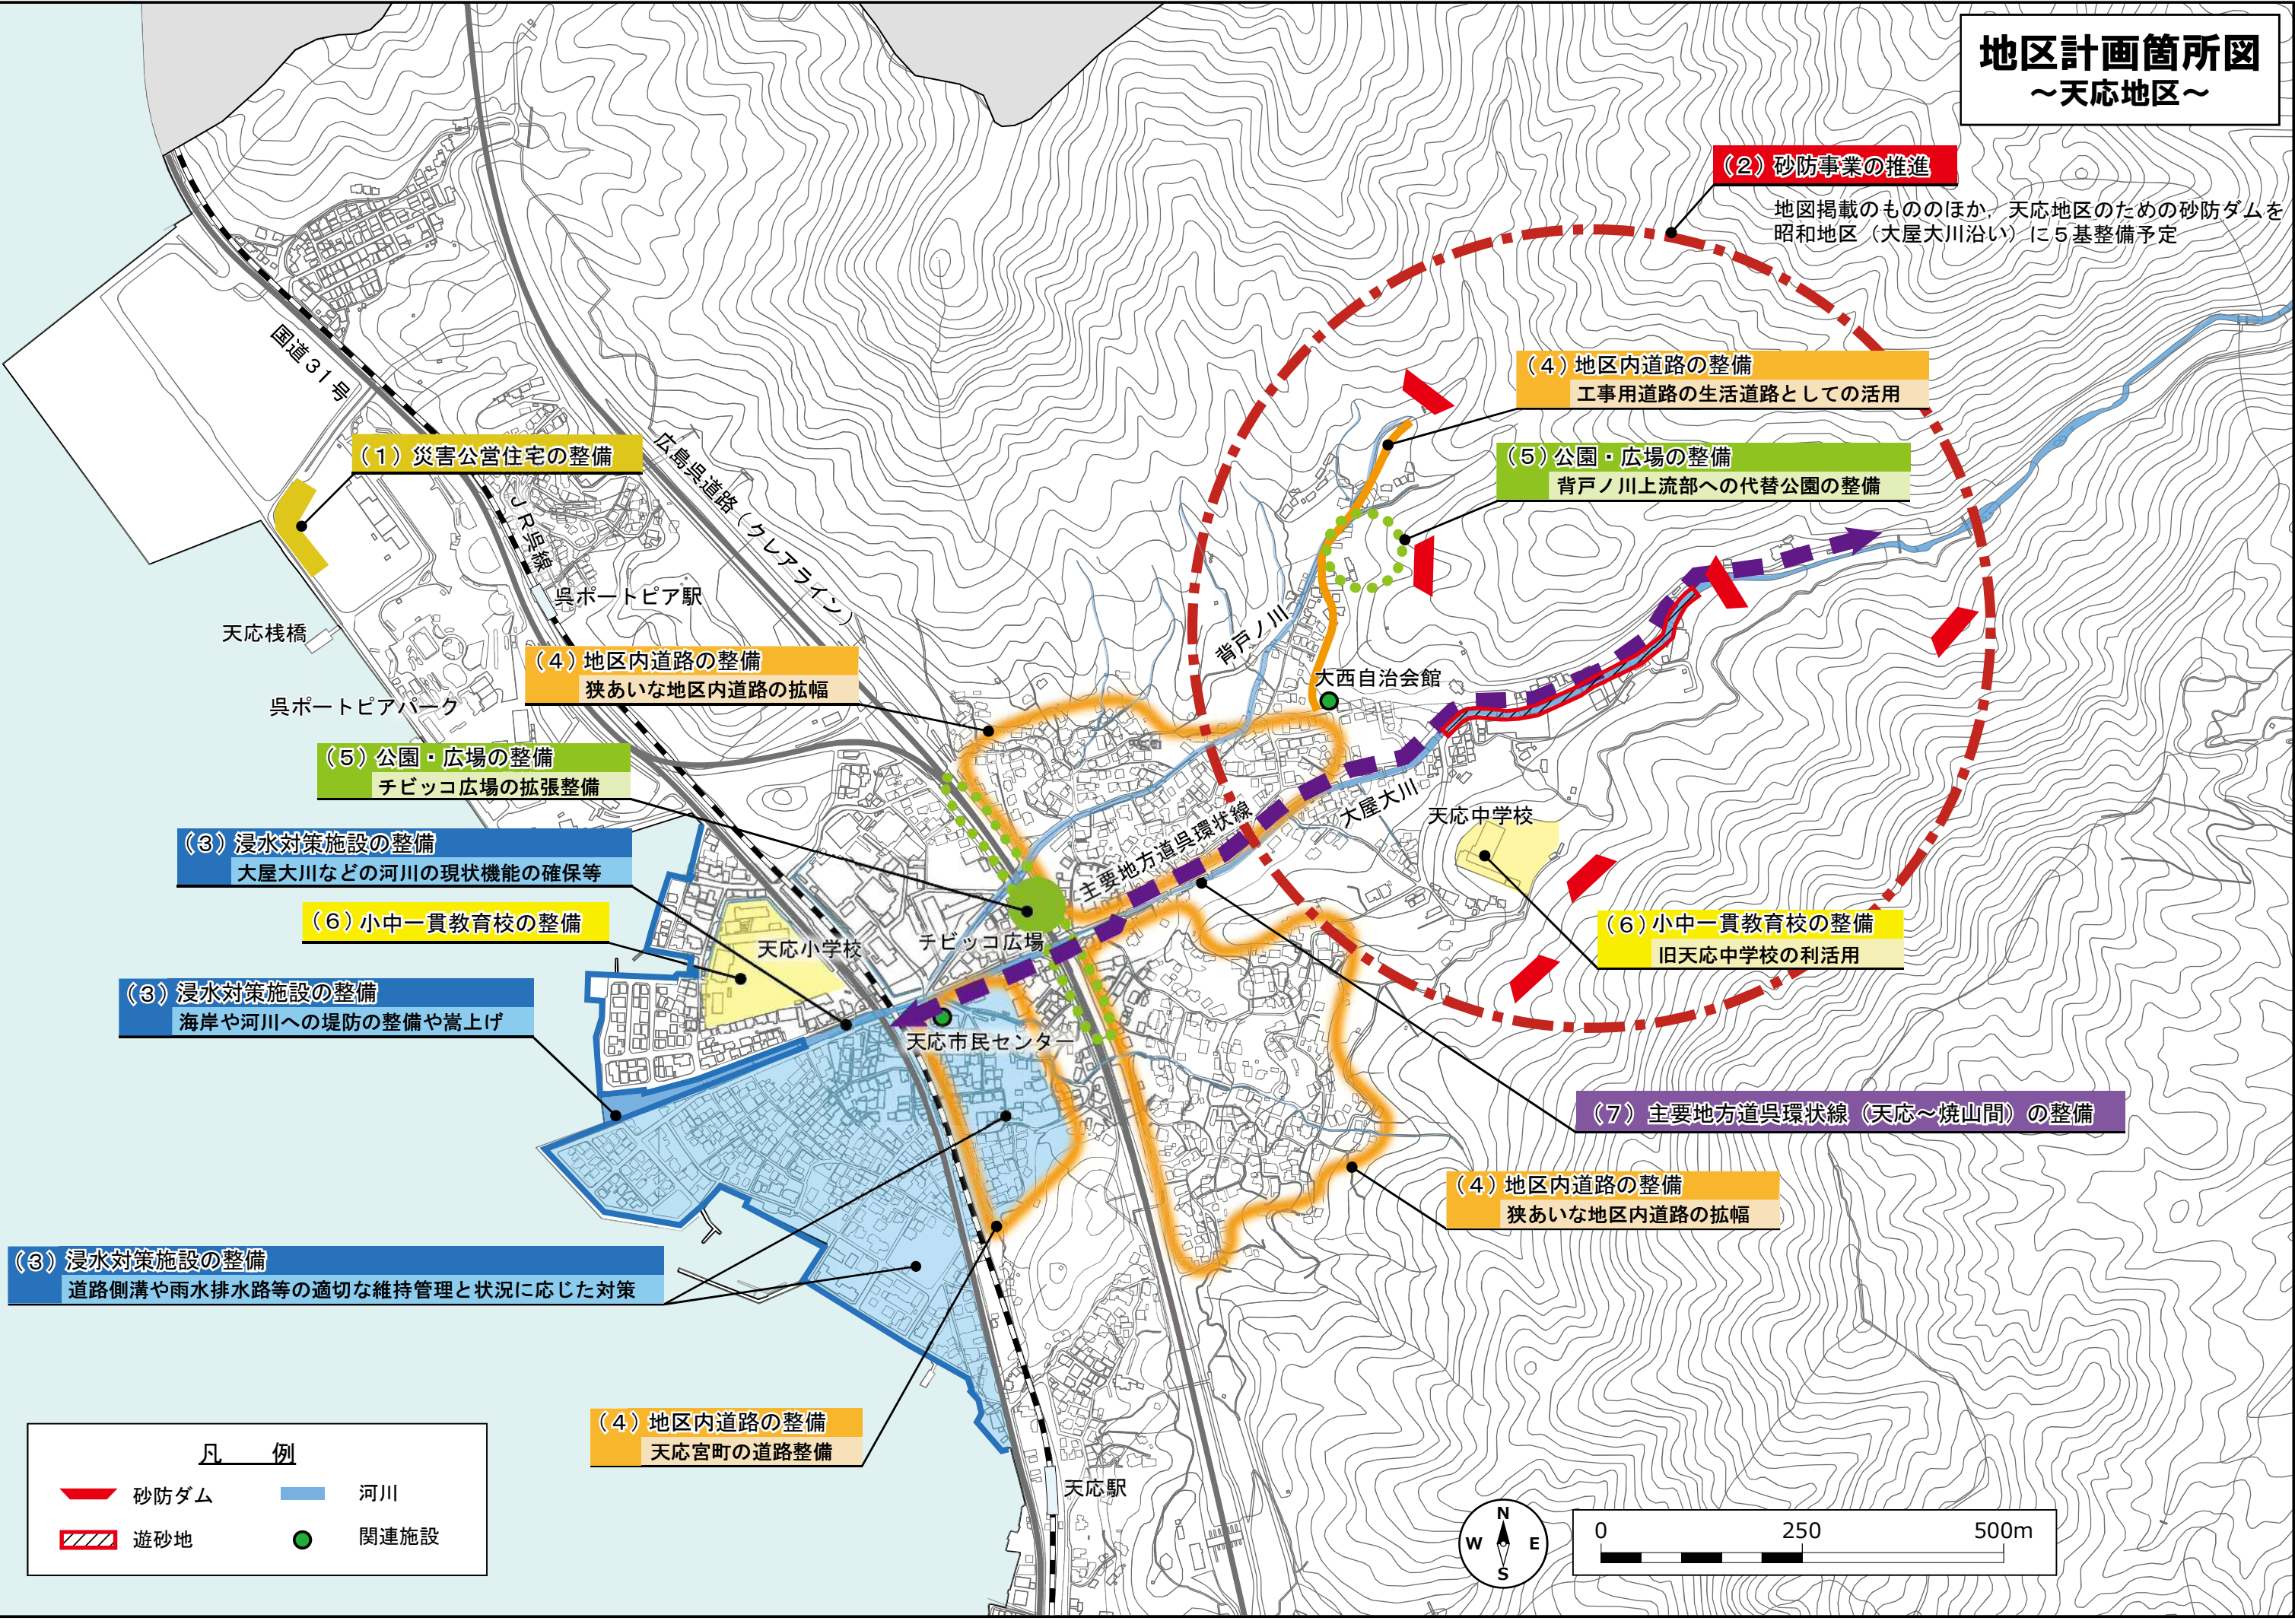 地区計画箇所図
～天応地区～
（２）砂防事業の推進
地図掲載のもののほか，天応地区のための砂防ダムを
昭和地区（大屋大川沿い）に５基整備予定
国道31号
（４）地区内道路の整備
工事用道路の生活道路としての活用
（１）災害公営住宅の整備
広島呉道路（クレアライン）
（５）公園・広場の整備
背戸ノ川上流部への代替公園の整備
ＪＲ呉線
呉ポートピア駅
天応桟橋
背戸ノ川
（４）地区内道路の整備
狭あいな地区内道路の拡幅
大西自治会館
呉ポートピアパーク
（５）公園・広場の整備
チビッコ広場の拡張整備
主要地方道呉環状線
大屋大川
天応中学校
（３）浸水対策施設の整備
大屋大川などの河川の現状機能の確保等
（６）小中一貫教育校の整備
天応小学校
チビッコ広場
（６）小中一貫教育校の整備
旧天応中学校の利活用
（３）浸水対策施設の整備
海岸や河川への堤防の整備や嵩上げ
天応市民センター
（７）主要地方道呉環状線（天応～焼山間）の整備
（４）地区内道路の整備
狭あいな地区内道路の拡幅
（３）浸水対策施設の整備
道路側溝や雨水排水路等の適切な維持管理と状況に応じた対策
（４）地区内道路の整備
天応宮町の道路整備
天応駅
凡　例
砂防ダム
河川
遊砂地
関連施設
N
W E
S
0 250 500m